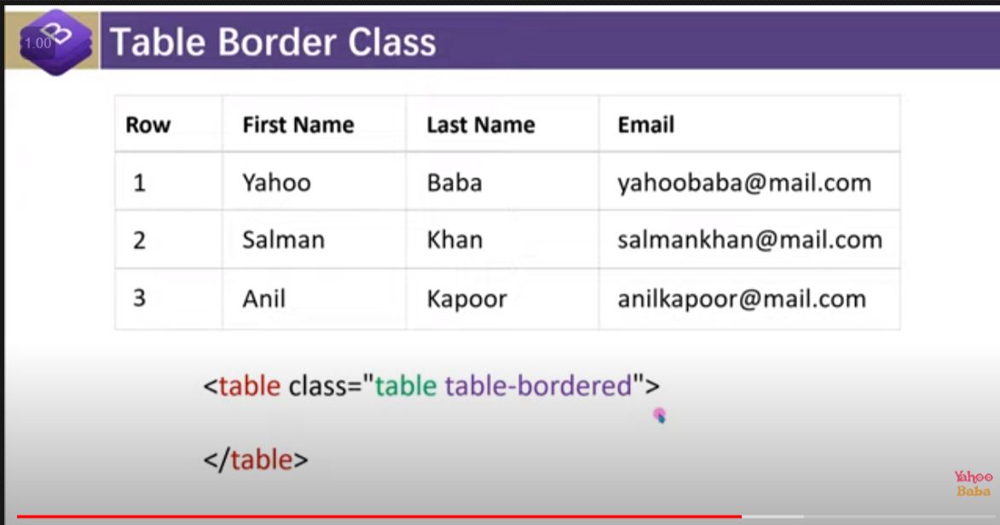 1.00
Table Border Class
Row First Name Last Name Email
1 Yahoo Baba yahoobaba@mail.com
2 Salman Khan salmankhan@mail.com
3 Anil Kapoor anilkapoor@mail.com
<table class="table table-bordered">
</table>
Yahoo
Baba